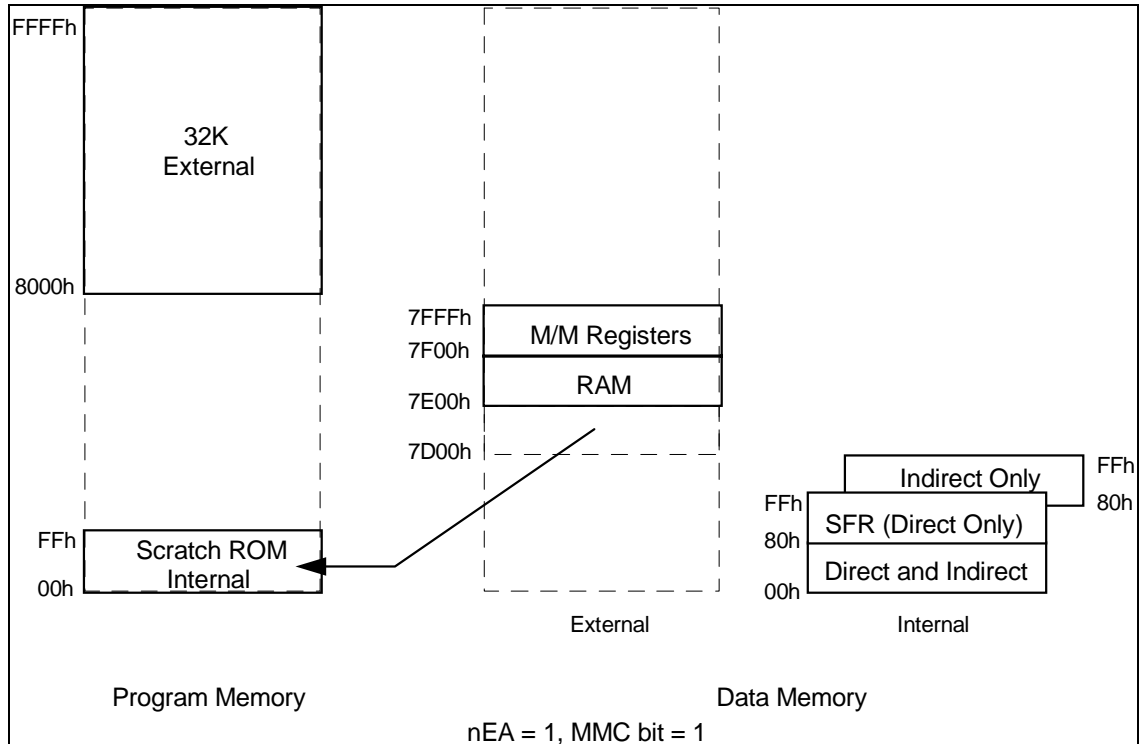 FFFFh
32K
External
8000h
FFh
Scratch ROM
Internal
00h
7FFFh
M/M Registers
7F00h
RAM
7E00h
7D00h
External
Indirect Only
FFh
80h
FFh
SFR (Direct Only)
80h
Direct and Indirect
00h
Internal
Program Memory
Data Memory
nEA = 1, MMC bit = 1